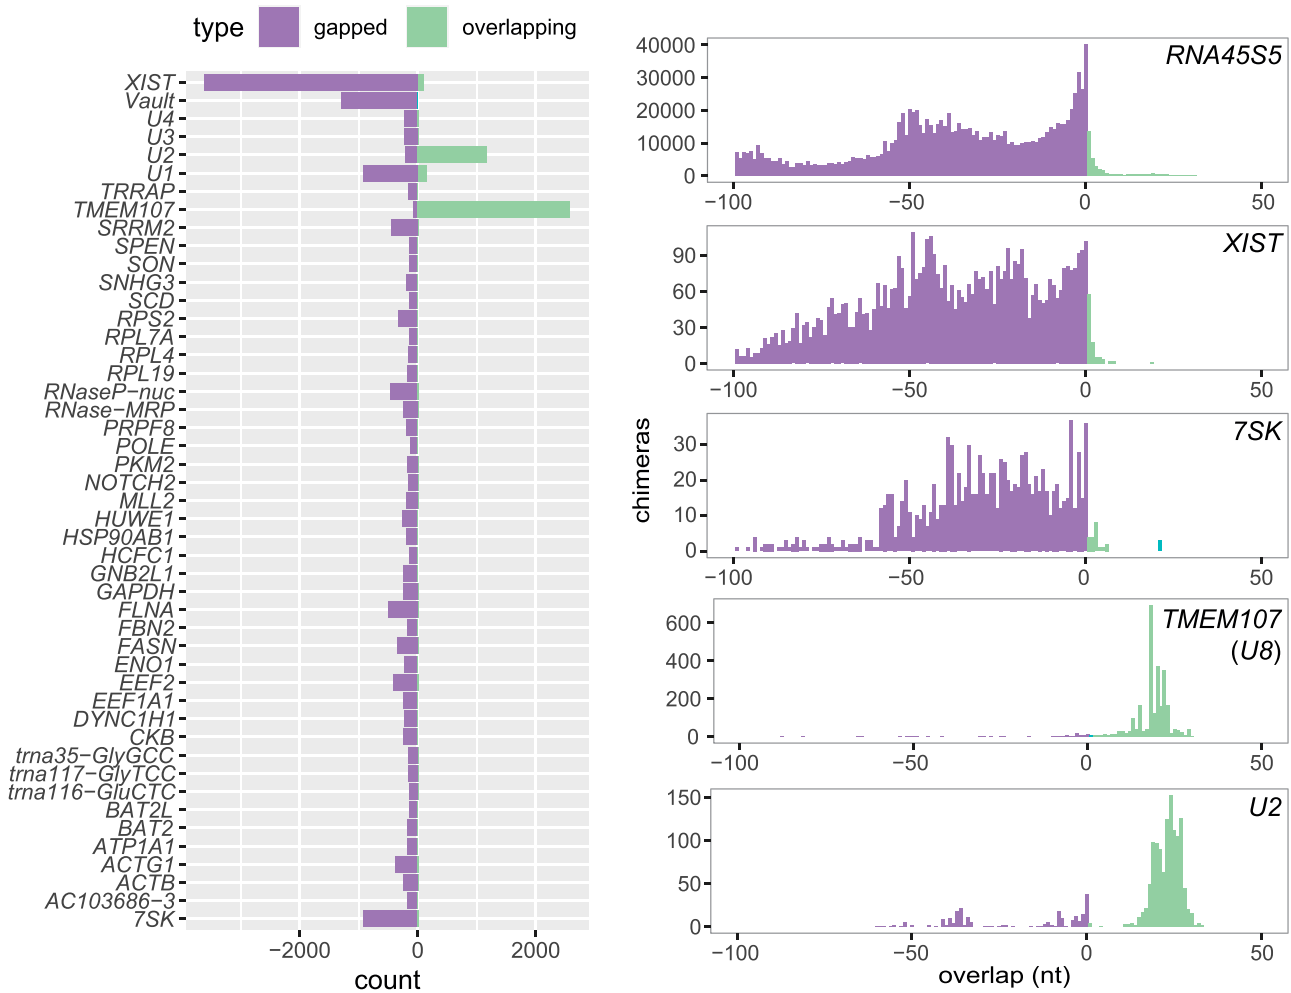 type gapped overlapping
XIST
Vault
U4
U3
U2
U1
TRRAP
TMEM107
SRRM2
SPEN
SON
SNHG3
SCD
RPS2
RPL7A
RPL4
RPL19
RNaseP−nuc
RNase−MRP
PRPF8
POLE
PKM2
NOTCH2
MLL2
HUWE1
HSP90AB1
HCFC1
GNB2L1
GAPDH
FLNA
FBN2
FASN
ENO1
EEF2
EEF1A1
DYNC1H1
CKB
trna35−GlyGCC
trna117−GlyTCC
trna116−GluCTC
BAT2L
BAT2
ATP1A1
ACTG1
ACTB
AC103686−3
7SK
−2000 0 2000
count
chimeras
RNA45S5
40000
30000
20000
10000
0
−100 −50 0 50
XIST
90
60
30
0
−100 −50 0 50
7SK
30
20
10
0
−100 −50 0 50
TMEM107
(U8)
600
400
200
0
−100 −50 0 50
U2
150
100
50
0
−100 −50 0 50
overlap (nt)